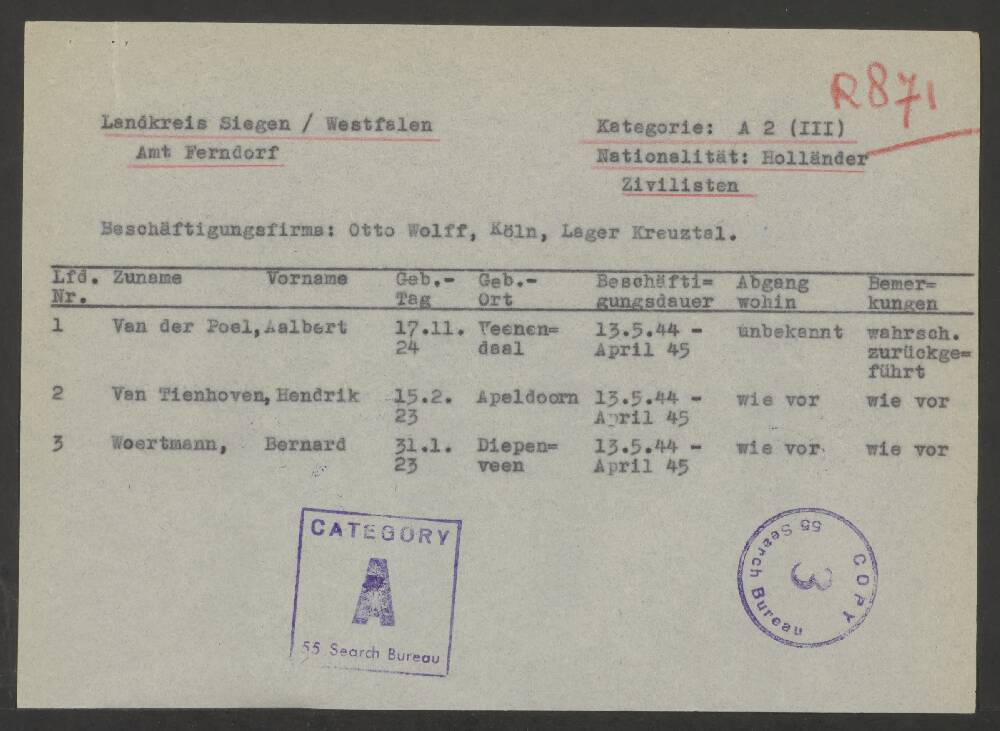 R871
Landkreis Siegen / Westfalen
Amt Ferndorf
Kategorie: A 2 (III)
Nationalität: Holländer
Zivilisten
Beschäftigungsfirma: Otto Wolff, Köln, Lager Kreuztal.
Lfd. Zuname Vorname Geb.- Geb.- Beschäfti= Abgang Bemer=
Nr. Tag Ort gungsdauer wohin kungen
1 Van der Poel, Aalbert 17.11. Veenen= 13.5.44 - unbekannt wahrsch.
24 daal April 45 zurückge=
führt
2 Van Tienhoven, Hendrik 15.2. Apeldoorn 13.5.44 - wie vor wie vor
23 April 45
3 Woertmann, Bernard 31.1. Diepen= 13.5.44 - wie vor wie vor
23 veen April 45
CATEGORY
A
55 Search Bureau
55 Search Bureau
COPY
3